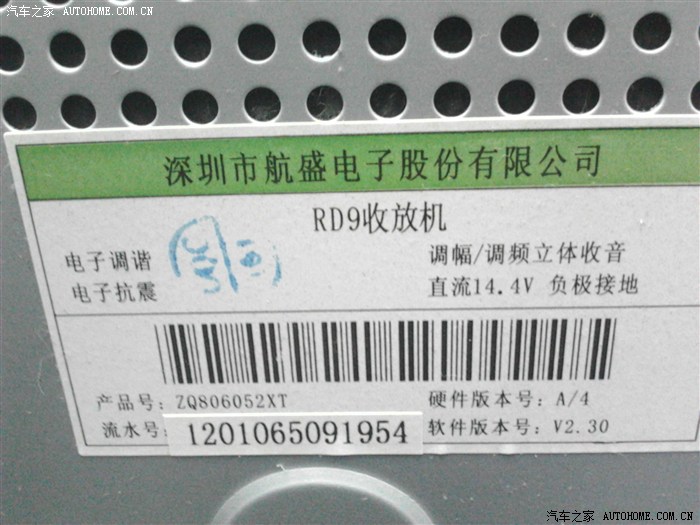 汽车之家 AUTOHOME.COM.CN
深圳市航盛电子股份有限公司
RD9收放机
电子调谐
调幅/调频立体收音
电子抗震
直流14.4V 负极接地
产品号: ZQ806052XT
硬件版本号: A/4
流水号: 1201065091954
软件版本号: V2.30
汽车之家 AUTOHOME.COM.CN